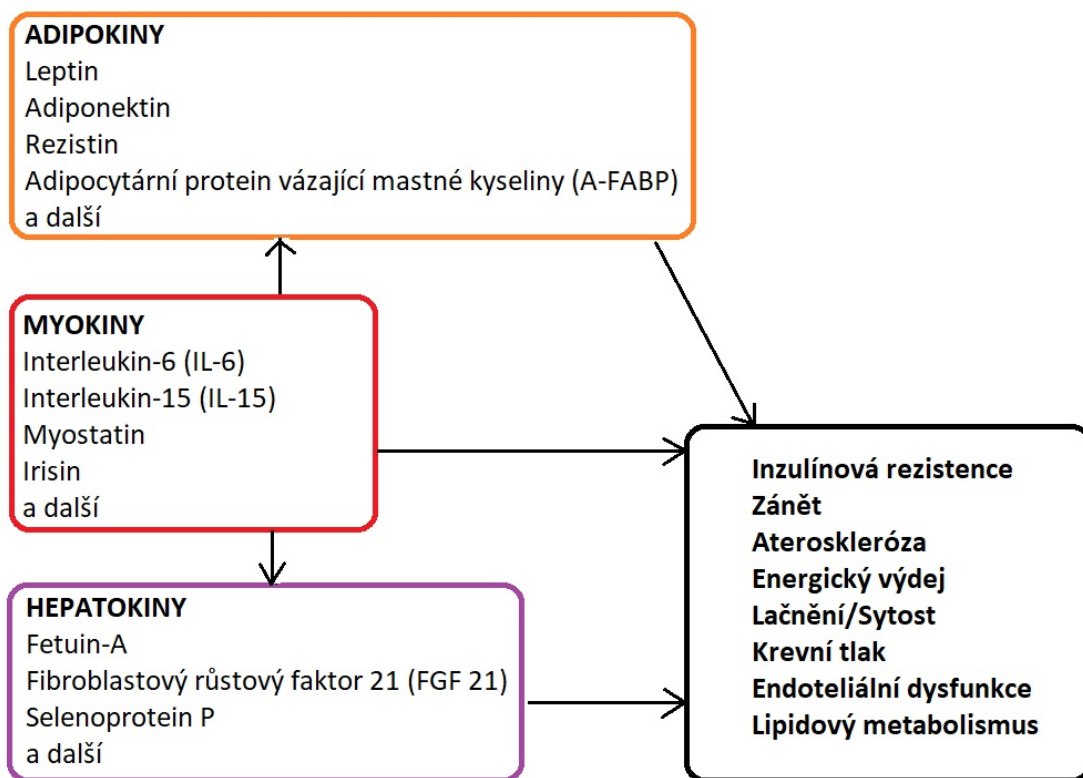 ADIPOKINY
Leptin
Adiponektin
Rezistin
Adipocytární protein vázající mastné kyseliny (A-FABP)
a další
MYOKINY
Interleukin-6 (IL-6)
Interleukin-15 (IL-15)
Myostatin
Irisin
a další
HEPATOKINY
Fetuin-A
Fibroblastový růstový faktor 21 (FGF 21)
Selenoprotein P
a další
Inzulínová rezistence
Zánět
Ateroskleróza
Energický výdej
Lačnění/Sytost
Krevní tlak
Endoteliální dysfunkce
Lipidový metabolismus